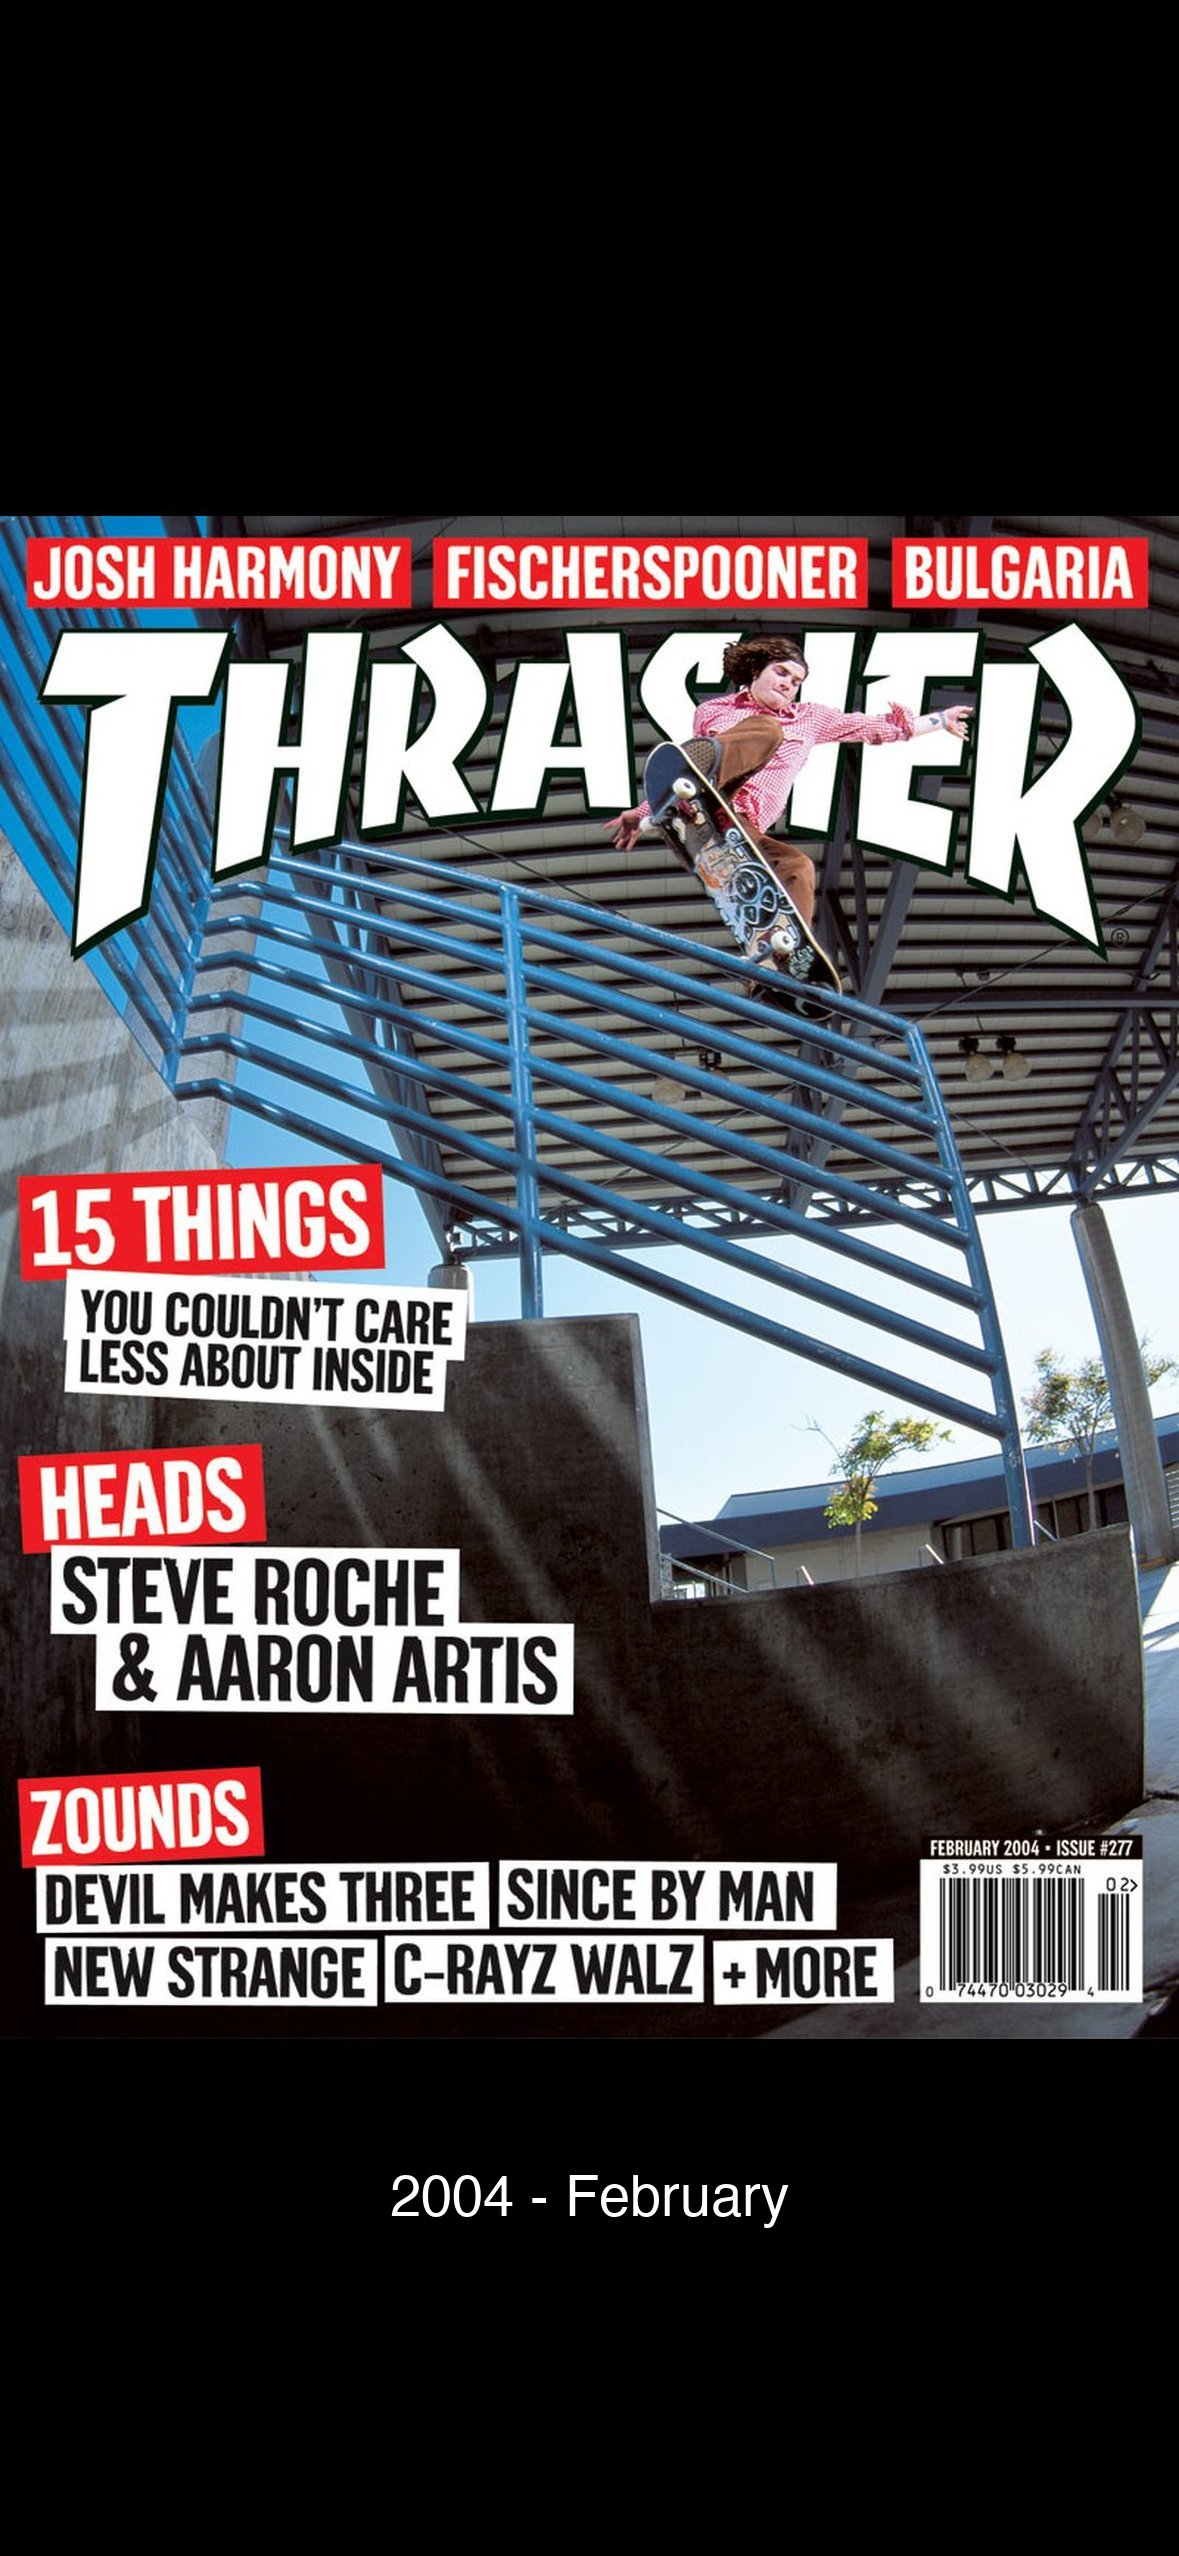 JOSH HARMONY FISCHERSPOONER BULGARIA
THRASHER
®
15 THINGS
YOU COULDN'T CARE
LESS ABOUT INSIDE
HEADS
STEVE ROCHE
& AARON ARTIS
ZOUNDS
DEVIL MAKES THREE SINCE BY MAN
NEW STRANGE C-RAYZ WALZ + MORE
FEBRUARY 2004 • ISSUE #277
$3.99US $5.99CAN
02>
0 74470 03029 4
2004 - February